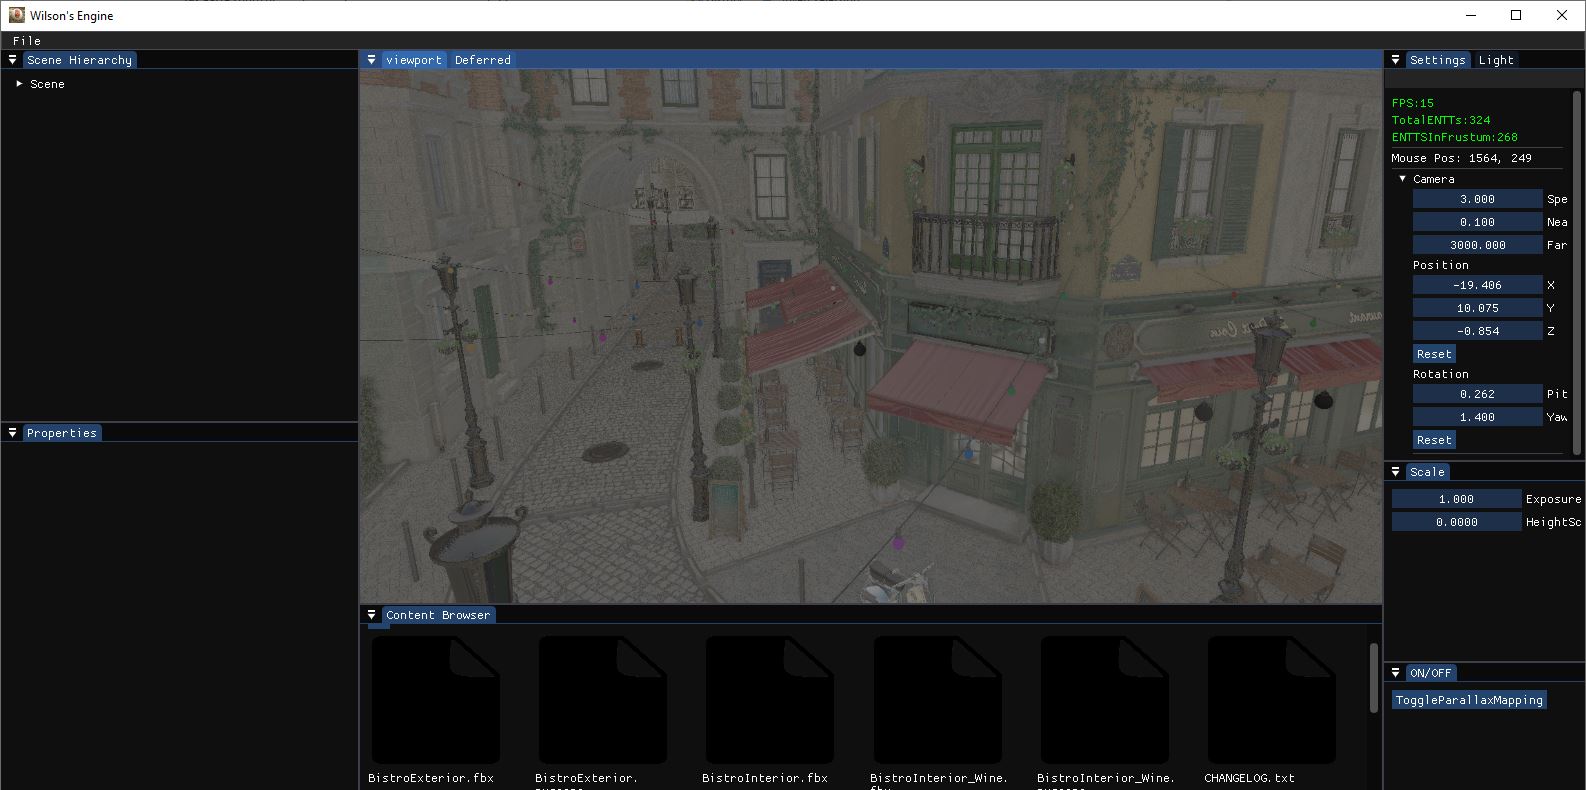 Wilson's Engine
File
Scene Hierarchy
Scene
Properties
viewport Deferred
Content Browser
BistroExterior.fbx
BistroExterior.
BistroInterior.fbx
BistroInterior_Wine.
BistroInterior_Wine.
CHANGELOG.txt
Settings Light
FPS:15
TotalENTTs:324
ENTTSInFrustum:268
Mouse Pos: 1564, 249
Camera
3.000 Spe
0.100 Nea
3000.000 Far
Position
-19.406 X
10.075 Y
-0.854 Z
Reset
Rotation
0.262 Pit
1.400 Yaw
Reset
Scale
1.000 Exposure
0.0000 HeightSc
ON/OFF
ToggleParallaxMapping